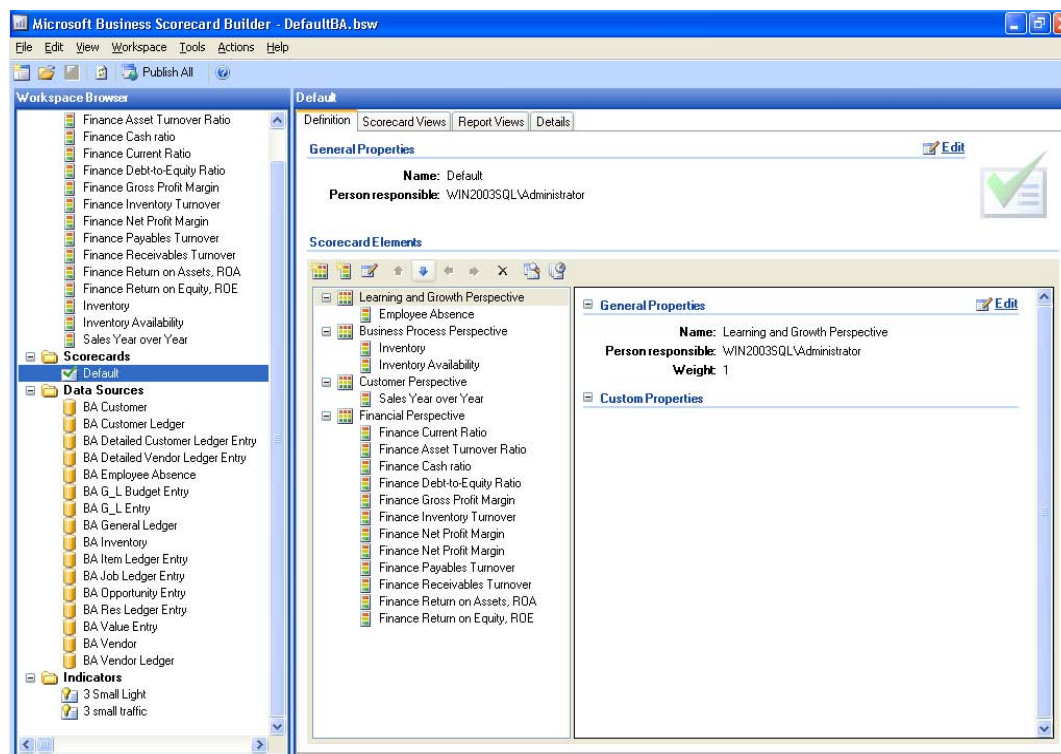 Microsoft Business Scorecard Builder - DefaultBA.bsw
File Edit View Workspace Tools Actions Help
Publish All
Workspace Browser
Finance Asset Turnover Ratio
Finance Cash ratio
Finance Current Ratio
Finance Debt-to-Equity Ratio
Finance Gross Profit Margin
Finance Inventory Turnover
Finance Net Profit Margin
Finance Payables Turnover
Finance Receivables Turnover
Finance Return on Assets, ROA
Finance Return on Equity, ROE
Inventory
Inventory Availability
Sales Year over Year
Scorecards
Default
Data Sources
BA Customer
BA Customer Ledger
BA Detailed Customer Ledger Entry
BA Detailed Vendor Ledger Entry
BA Employee Absence
BA G_L Budget Entry
BA G_L Entry
BA General Ledger
BA Inventory
BA Item Ledger Entry
BA Job Ledger Entry
BA Opportunity Entry
BA Res Ledger Entry
BA Value Entry
BA Vendor
BA Vendor Ledger
Indicators
3 Small Light
3 small traffic
Default
Definition Scorecard Views Report Views Details
General Properties Edit
Name: Default
Person responsible: WIN2003SQL\Administrator
Scorecard Elements
Learning and Growth Perspective
Employee Absence
Business Process Perspective
Inventory
Inventory Availability
Customer Perspective
Sales Year over Year
Financial Perspective
Finance Current Ratio
Finance Asset Turnover Ratio
Finance Cash ratio
Finance Debt-to-Equity Ratio
Finance Gross Profit Margin
Finance Inventory Turnover
Finance Net Profit Margin
Finance Net Profit Margin
Finance Payables Turnover
Finance Receivables Turnover
Finance Return on Assets, ROA
Finance Return on Equity, ROE
General Properties Edit
Name: Learning and Growth Perspective
Person responsible: WIN2003SQL\Administrator
Weight: 1
Custom Properties